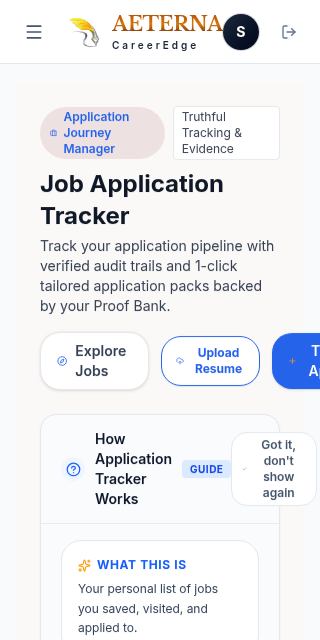 AETERNA
CareerEdge
S
Application
Journey
Manager
Truthful
Tracking &
Evidence
Job Application
Tracker
Track your application pipeline with
verified audit trails and 1-click
tailored application packs backed
by your Proof Bank.
Explore
Jobs
Upload
Resume
How
Application
Tracker
Works
GUIDE
Got it,
don't
show
again
WHAT THIS IS
Your personal list of jobs
you saved, visited, and
applied to.